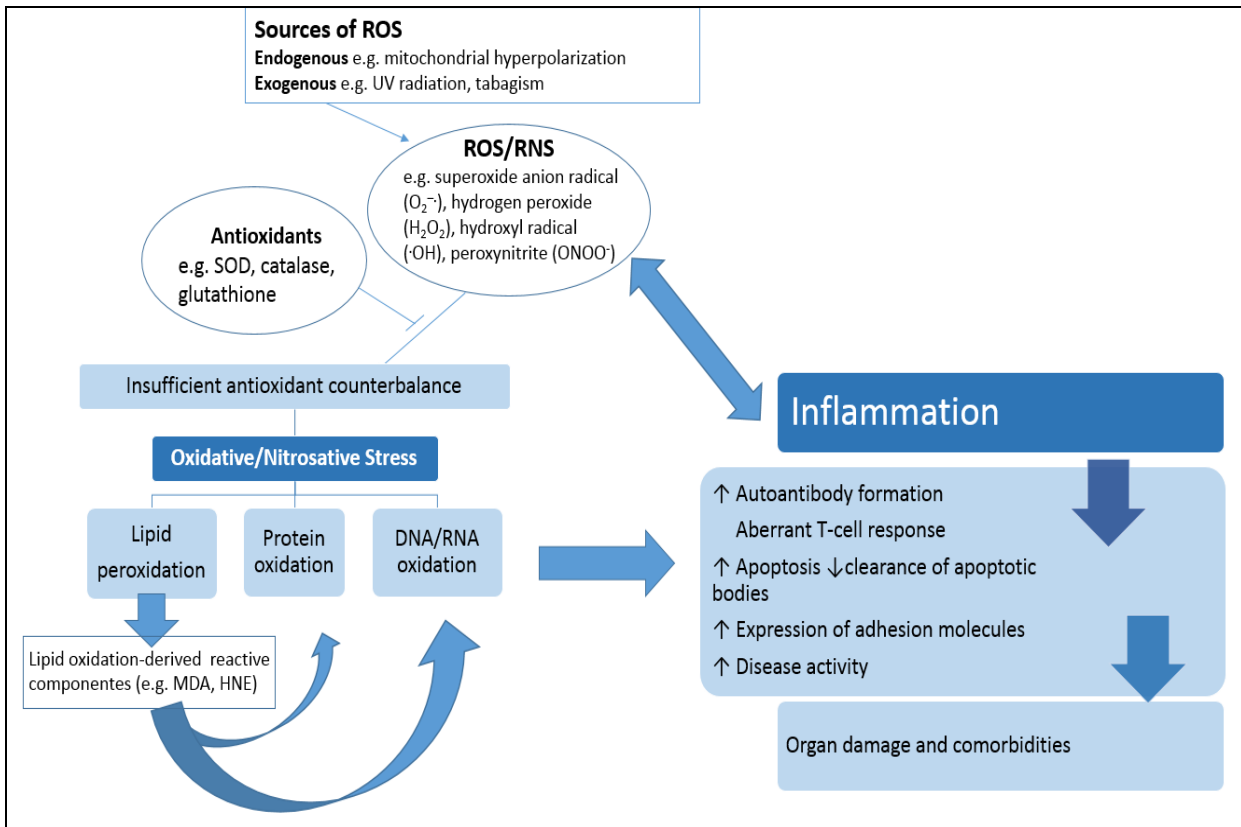 Sources of ROS
Endogenous e.g. mitochondrial hyperpolarization
Exogenous e.g. UV radiation, tabagism
ROS/RNS
e.g. superoxide anion radical
(O₂⁻·), hydrogen peroxide
(H₂O₂), hydroxyl radical
(·OH), peroxynitrite (ONOO⁻)
Antioxidants
e.g. SOD, catalase,
glutathione
Insufficient antioxidant counterbalance
Oxidative/Nitrosative Stress
Lipid
peroxidation
Protein
oxidation
DNA/RNA
oxidation
Lipid oxidation-derived reactive
componentes (e.g. MDA, HNE)
Inflammation
↑ Autoantibody formation
Aberrant T-cell response
↑ Apoptosis ↓clearance of apoptotic
bodies
↑ Expression of adhesion molecules
↑ Disease activity
Organ damage and comorbidities